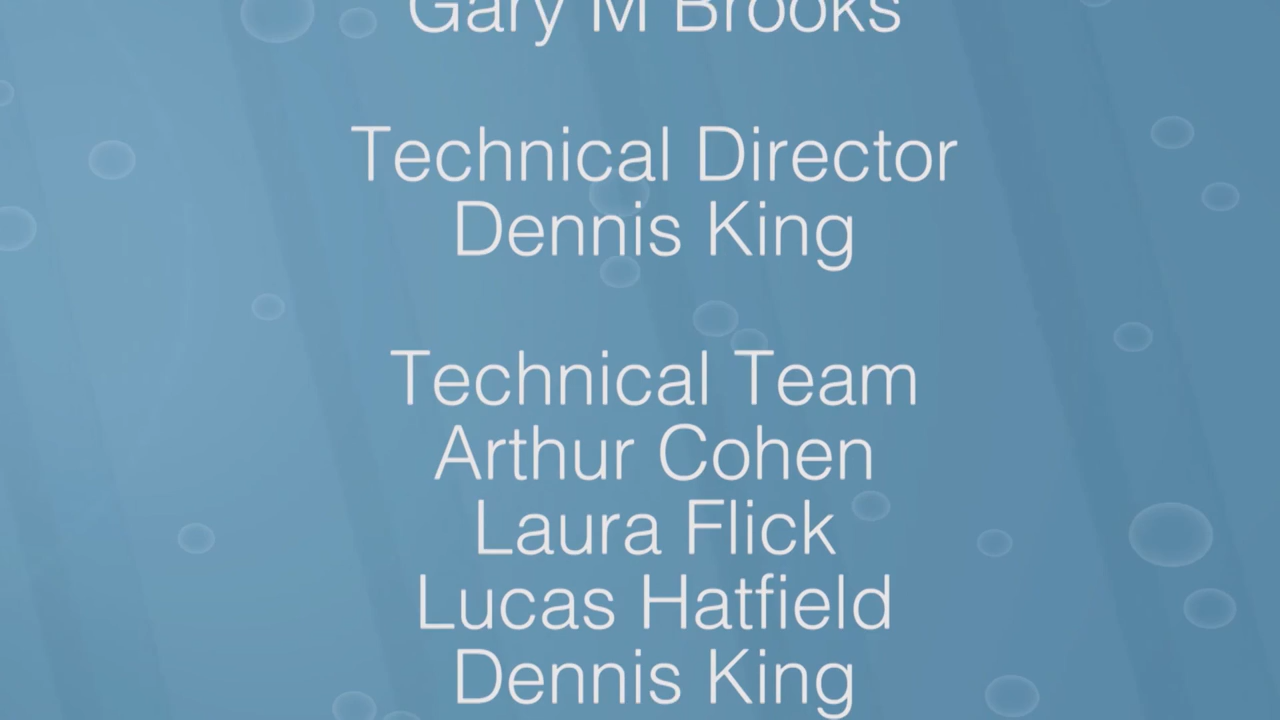 Gary M Brooks
Technical Director
Dennis King
Technical Team
Arthur Cohen
Laura Flick
Lucas Hatfield
Dennis King